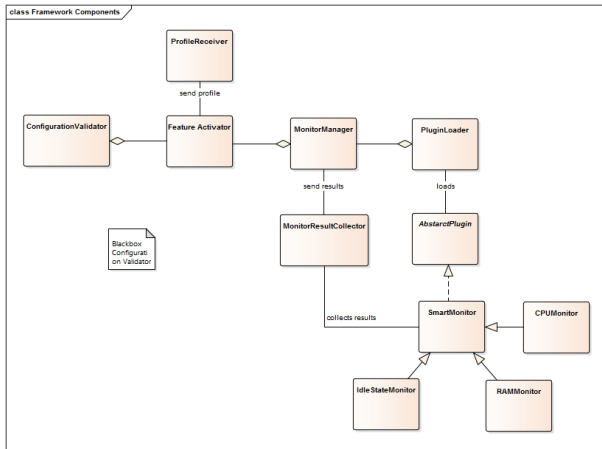 class Framework Components
ProfileReceiver
send profile
ConfigurationValidator
Feature Activator
MonitorManager
PluginLoader
send results
loads
MonitorResultCollector
AbstarctPlugin
Blackbox
Configurati
on Validator
collects results
SmartMonitor
CPUMonitor
IdleStateMonitor
RAMMonitor